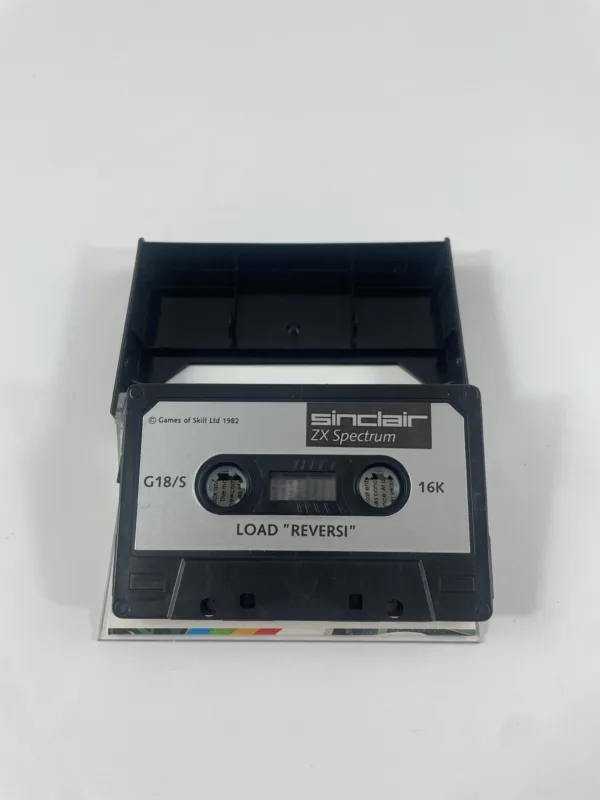 © Games of Skill Ltd 1982
sinclair
ZX Spectrum
G18/S
16K
LOAD "REVERSI"